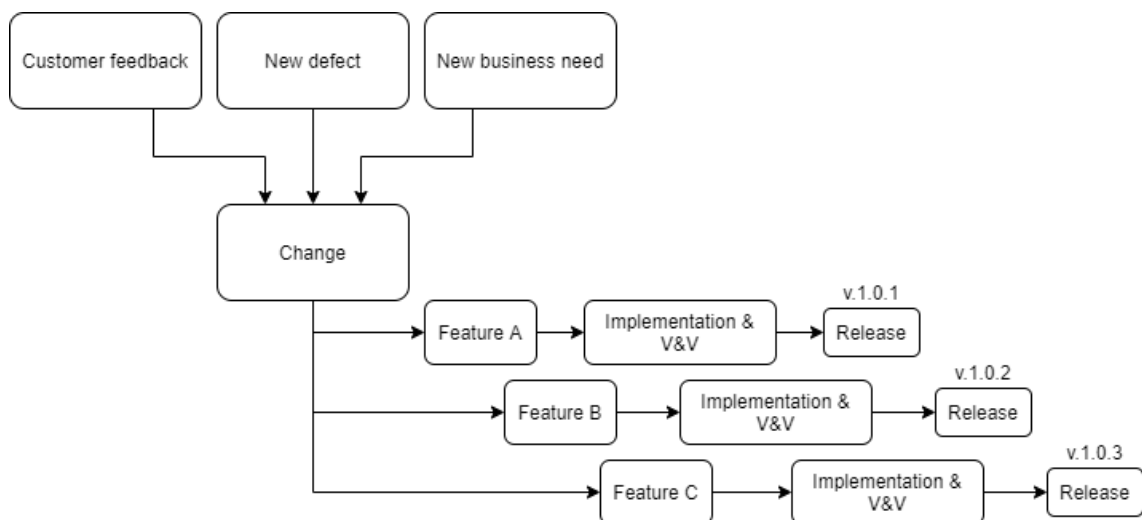 Customer feedback
New defect
New business need
Change
v.1.0.1
Feature A
Implementation &
V&V
Release
v.1.0.2
Feature B
Implementation &
V&V
Release
v.1.0.3
Feature C
Implementation &
V&V
Release